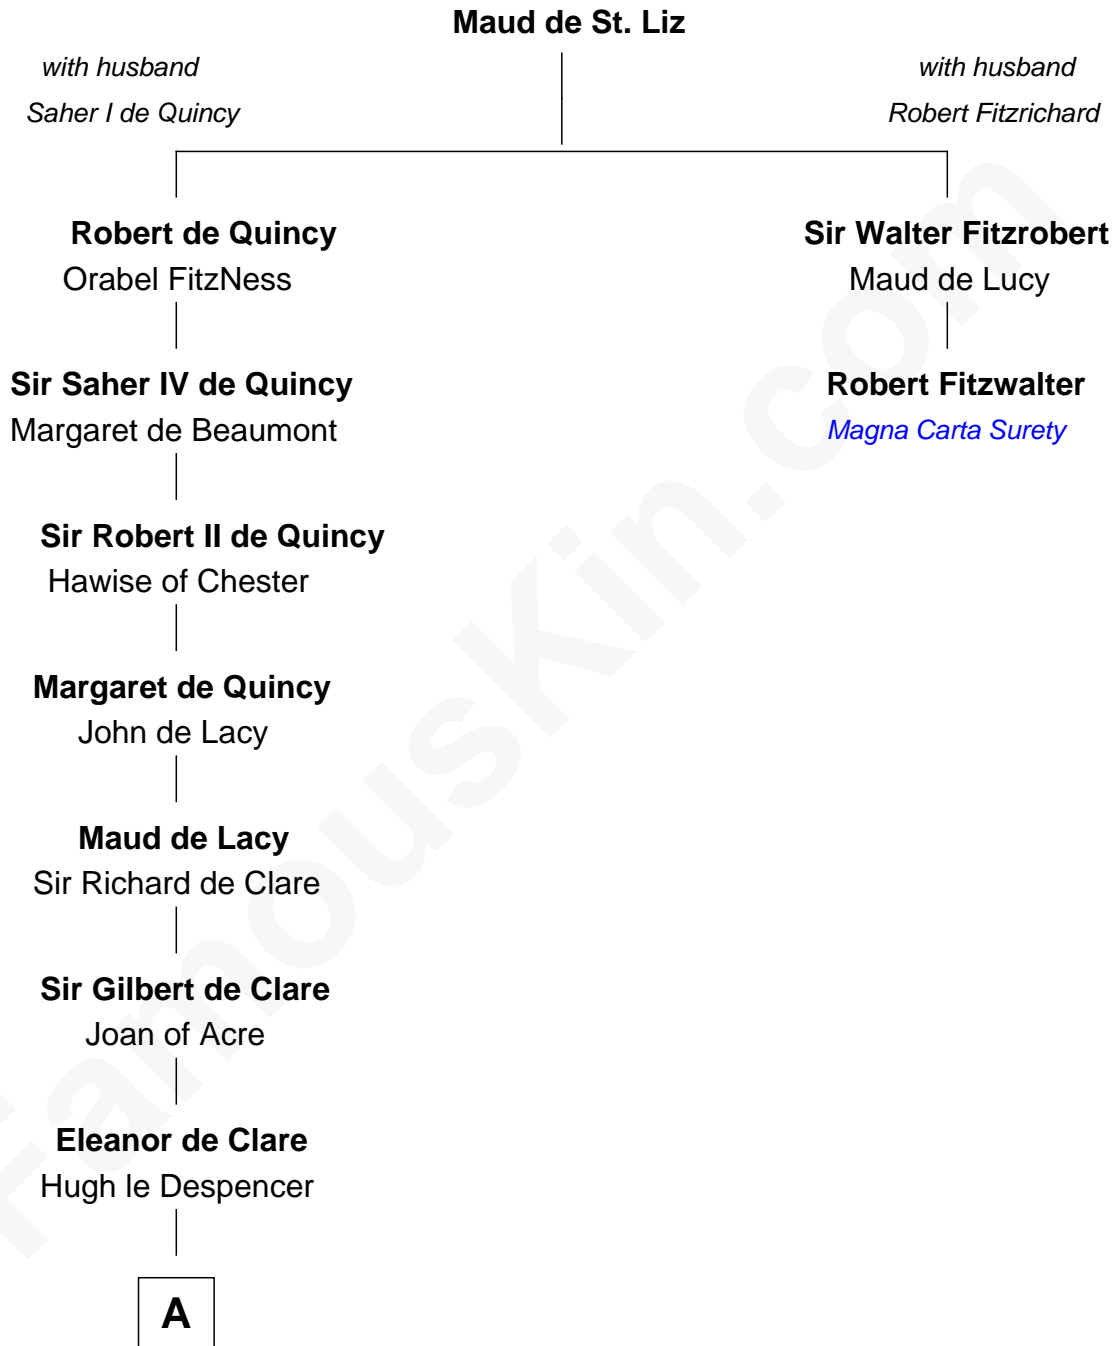 Maud de St. Liz
with husband
Saher I de Quincy
with husband
Robert Fitzrichard
Robert de Quincy
Orabel FitzNess
Sir Walter Fitzrobert
Maud de Lucy
Sir Saher IV de Quincy
Margaret de Beaumont
Robert Fitzwalter
Magna Carta Surety
Sir Robert II de Quincy
Hawise of Chester
Margaret de Quincy
John de Lacy
Maud de Lacy
Sir Richard de Clare
Sir Gilbert de Clare
Joan of Acre
Eleanor de Clare
Hugh le Despencer
A
FamousKin.com